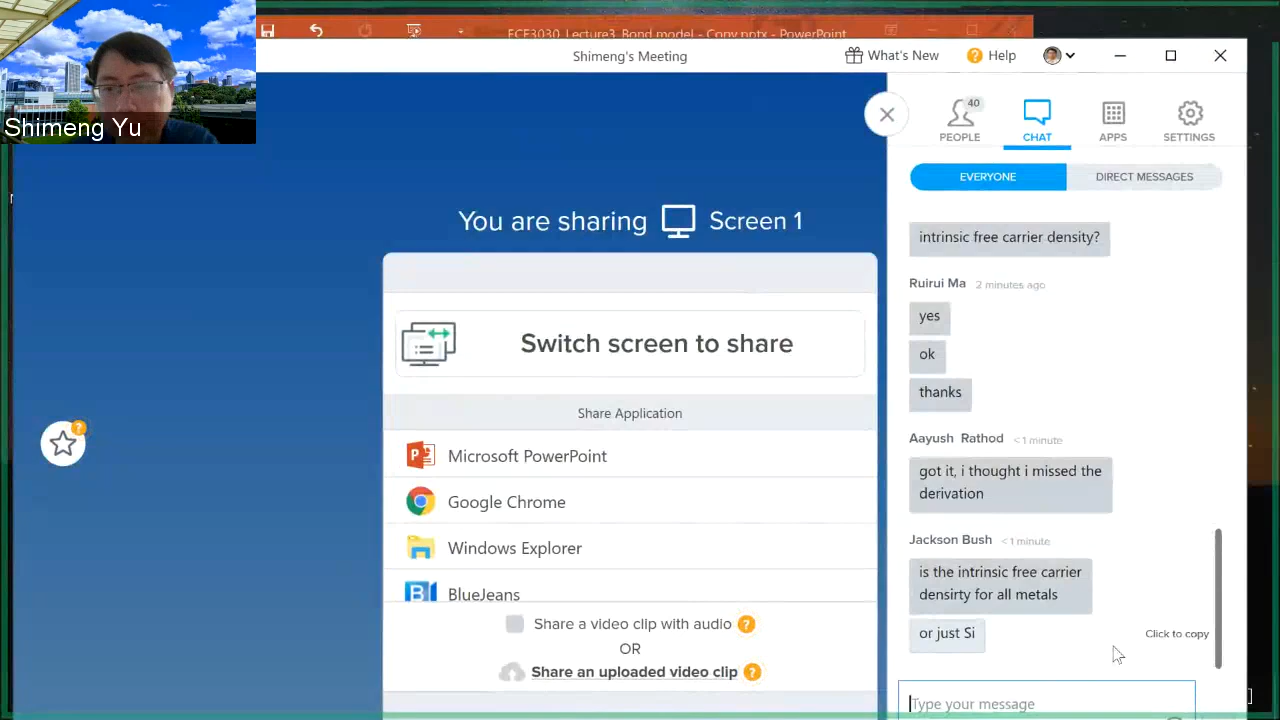 ECE3030_Lecture3_Bond model - Copy.pptx - PowerPoint
Shimeng's Meeting
What's New
Help
Shimeng Yu
40
PEOPLE
CHAT
APPS
SETTINGS
EVERYONE
DIRECT MESSAGES
You are sharing Screen 1
intrinsic free carrier density?
Ruirui Ma 2 minutes ago
yes
ok
thanks
Switch screen to share
Share Application
Microsoft PowerPoint
Google Chrome
Windows Explorer
BlueJeans
Share a video clip with audio ?
OR
Share an uploaded video clip ?
Aayush Rathod < 1 minute
got it, i thought i missed the
derivation
Jackson Bush < 1 minute
is the intrinsic free carrier
densirty for all metals
or just Si
Click to copy
Type your message